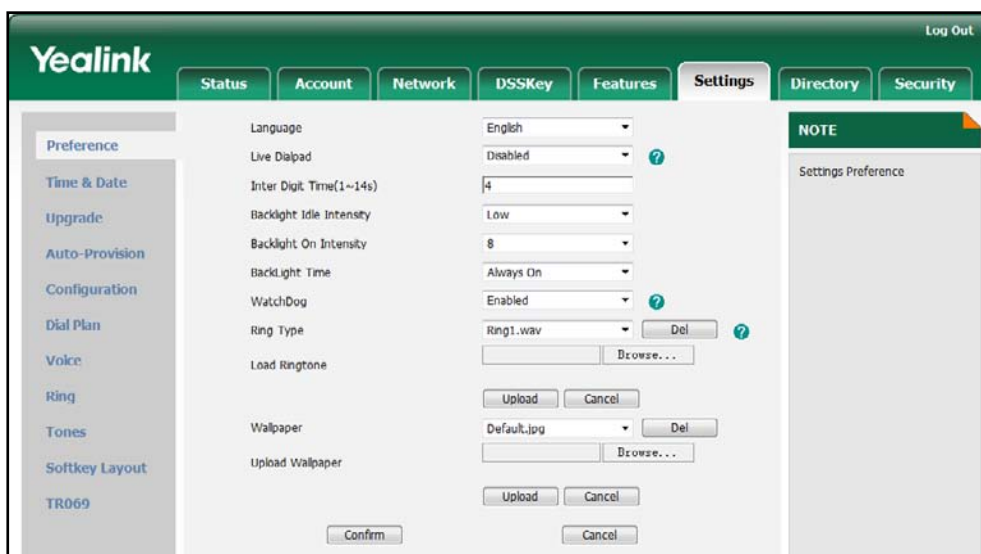 Log Out
Yealink
Status Account Network DSSKey Features Settings Directory Security
Preference
Time & Date
Upgrade
Auto-Provision
Configuration
Dial Plan
Voice
Ring
Tones
Softkey Layout
TR069
Language English
Live Dialpad Disabled ?
Inter Digit Time(1~14s) 4
Backlight Idle Intensity Low
Backlight On Intensity 8
BackLight Time Always On
WatchDog Enabled ?
Ring Type Ring1.wav Del ?
Load Ringtone Browse...
Upload Cancel
Wallpaper Default.jpg Del
Upload Wallpaper Browse...
Upload Cancel
Confirm Cancel
NOTE
Settings Preference